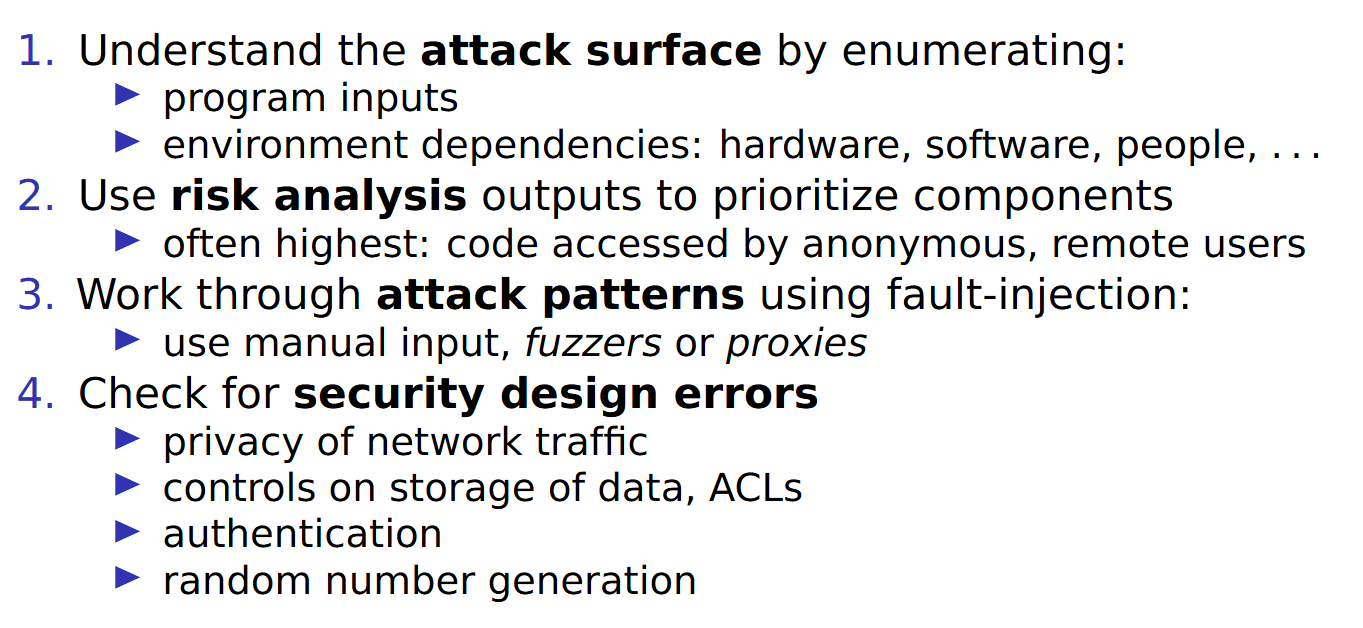 1. Understand the attack surface by enumerating:
▶ program inputs
▶ environment dependencies: hardware, software, people, . . .
2. Use risk analysis outputs to prioritize components
▶ often highest: code accessed by anonymous, remote users
3. Work through attack patterns using fault-injection:
▶ use manual input, fuzzers or proxies
4. Check for security design errors
▶ privacy of network traffic
▶ controls on storage of data, ACLs
▶ authentication
▶ random number generation